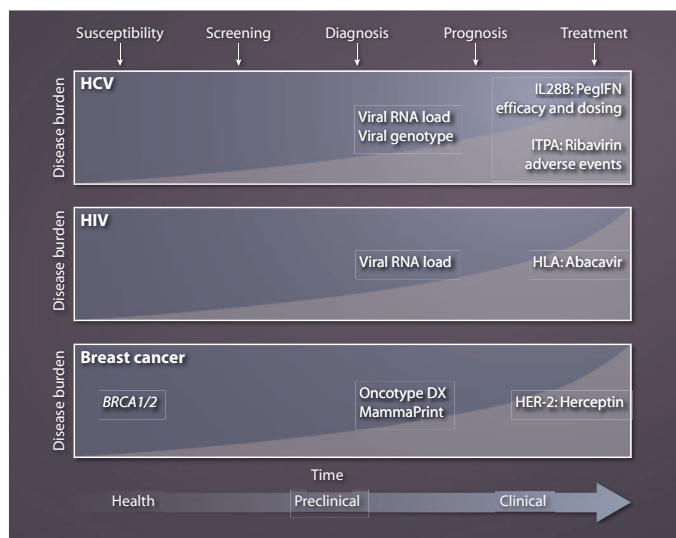 Susceptibility Screening Diagnosis Prognosis Treatment
Disease burden
HCV
Viral RNA load
Viral genotype
IL28B: PegIFN
efficacy and dosing
ITPA: Ribavirin
adverse events
Disease burden
HIV
Viral RNA load
HLA: Abacavir
Disease burden
Breast cancer
BRCA1/2
Oncotype DX
MammaPrint
HER-2: Herceptin
Time
Health Preclinical Clinical